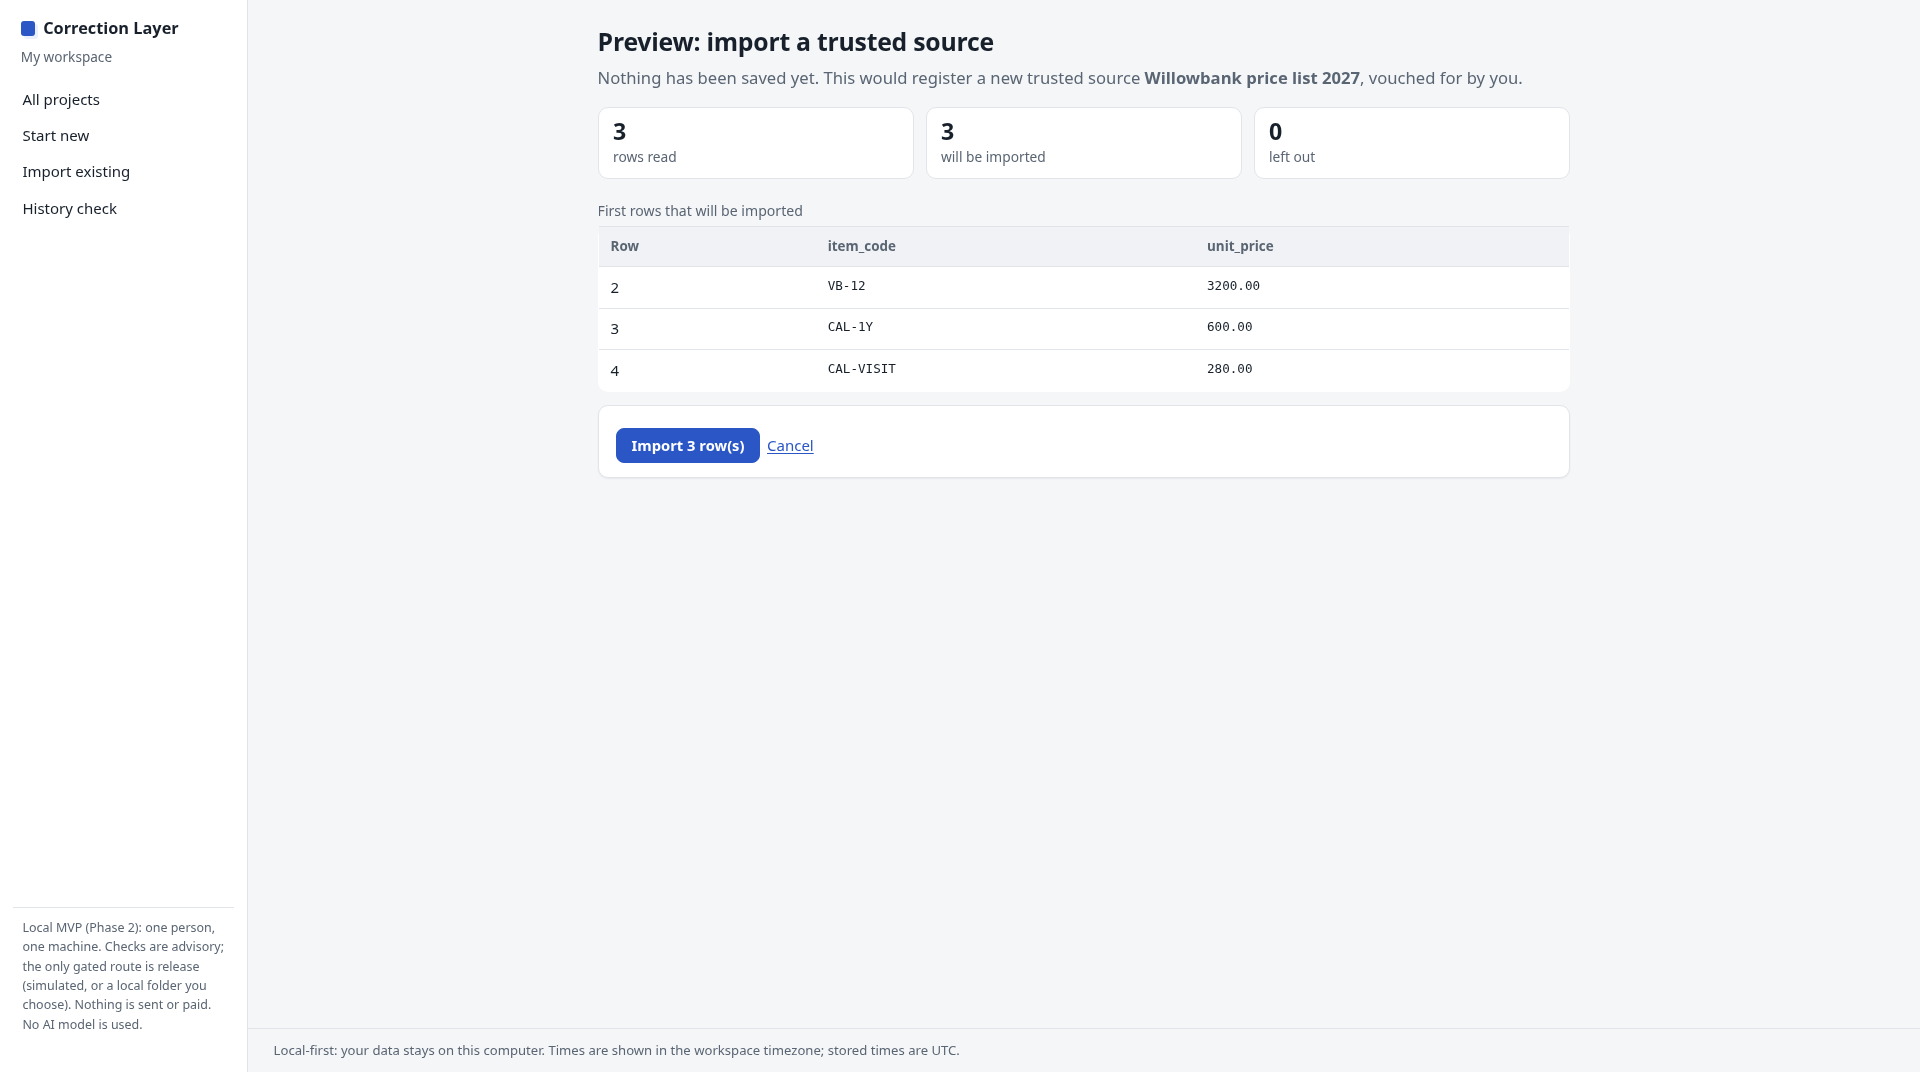 Correction Layer
My workspace
All projects
Start new
Import existing
History check
Local MVP (Phase 2): one person,
one machine. Checks are advisory;
the only gated route is release
(simulated, or a local folder you
choose). Nothing is sent or paid.
No AI model is used.
Preview: import a trusted source
Nothing has been saved yet. This would register a new trusted source Willowbank price list 2027, vouched for by you.
3
rows read
3
will be imported
0
left out
First rows that will be imported
Row item_code unit_price
2 VB-12 3200.00
3 CAL-1Y 600.00
4 CAL-VISIT 280.00
Import 3 row(s) Cancel
Local-first: your data stays on this computer. Times are shown in the workspace timezone; stored times are UTC.